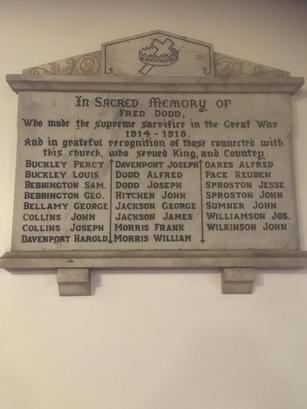 In Sacred Memory of
Fred Dodd,
Who made the supreme sacrifice in the Great War
1914 - 1919.
And in grateful recognition of those connected with
this church, who served King, and Country
Buckley Percy Davenport Joseph Oakes Alfred
Buckley Louis Dodd Alfred Pace Reuben
Bebbington Sam. Dodd Joseph Sproston Jesse
Bebbington Geo. Hitchen John Sproston John
Bellamy George Jackson George Sumner John
Collins John Jackson James Williamson Jos.
Collins Joseph Morris Frank Wilkinson John
Davenport Harold Morris William